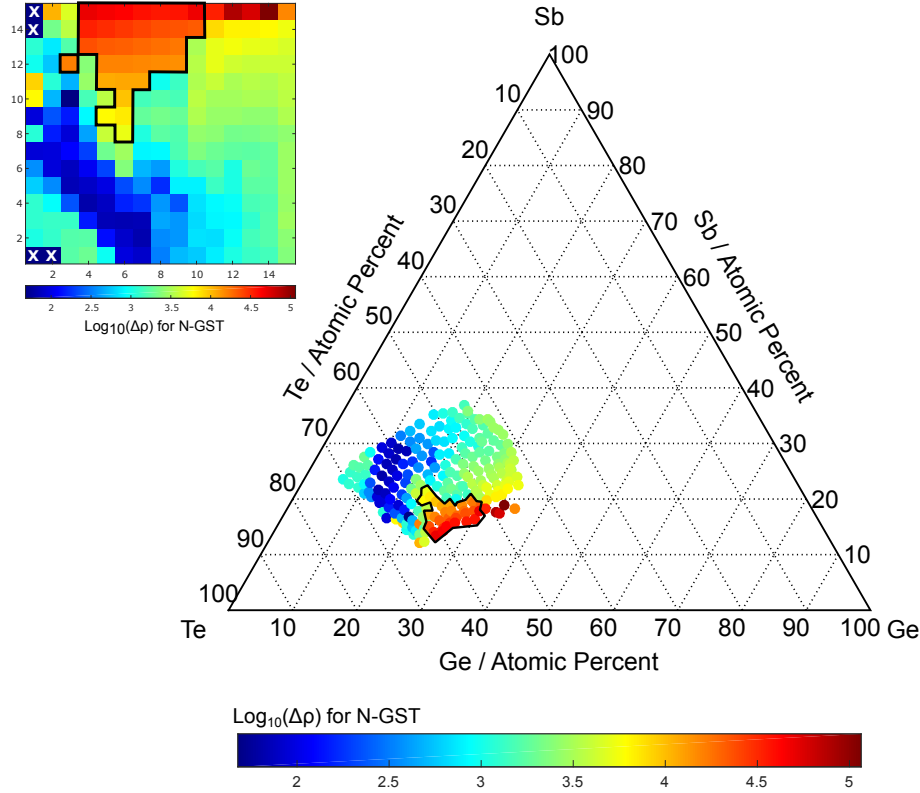 X
X
14
12
10
8
6
4
2
X X
2 4 6 8 10 12 14
2 2.5 3 3.5 4 4.5 5
Log10(Δρ) for N-GST
Sb
100
10 90
20 80
30 70
40 60
50 50
60 40
70 30
80 20
90 10
100
Te / Atomic Percent
Sb / Atomic Percent
Te 10 20 30 40 50 60 70 80 90 100 Ge
Ge / Atomic Percent
Log10(Δρ) for N-GST
2 2.5 3 3.5 4 4.5 5